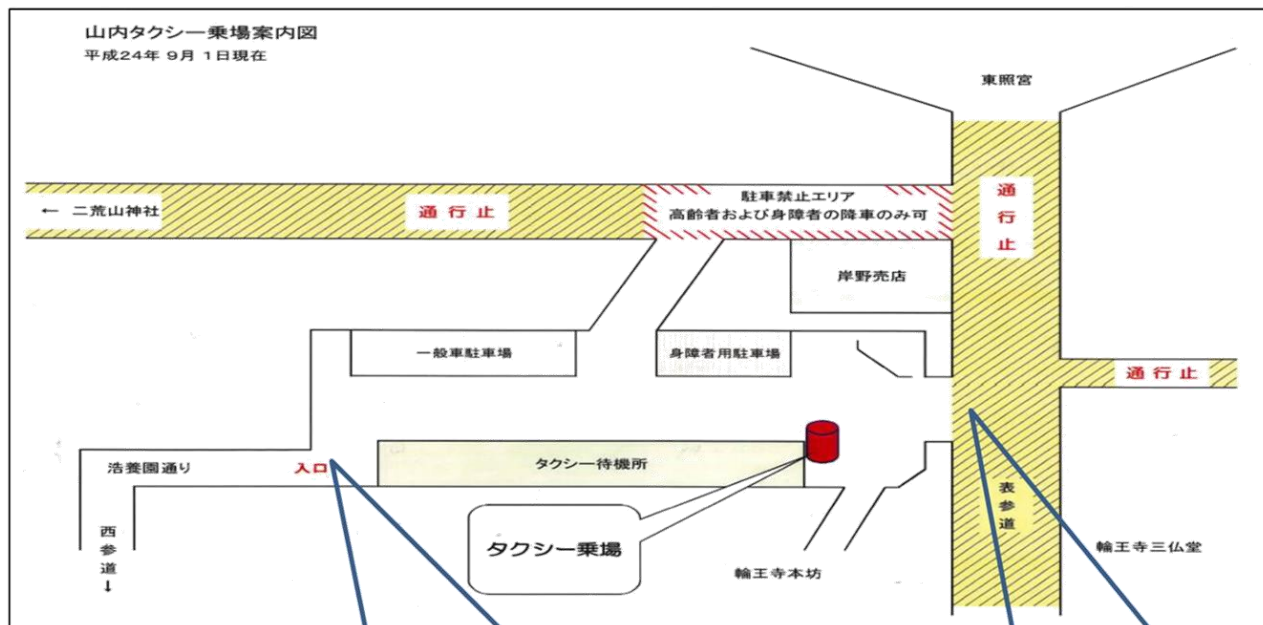 山内タクシー乗場案内図
平成24年 9月 1日現在
東照宮
← 二荒山神社
通行止
駐車禁止エリア
高齢者および身障者の降車のみ可
通行止
岸野売店
一般車駐車場
身障者用駐車場
通行止
浩養園通り
入口
タクシー待機所
表参道
西参道↓
タクシー乗場
輪王寺本坊
輪王寺三仏堂